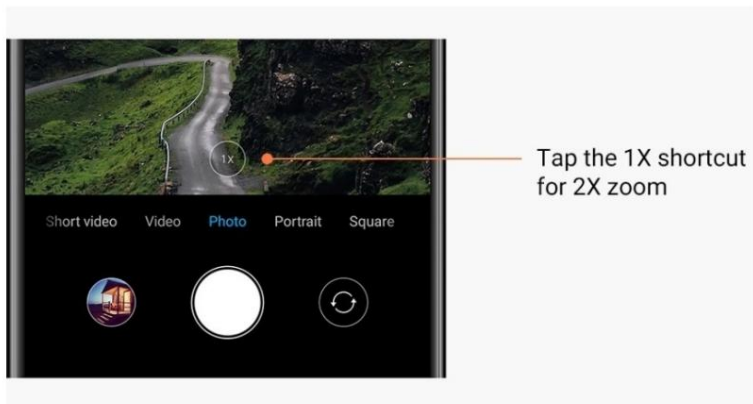 1X
Tap the 1X shortcut
for 2X zoom
Short video Video Photo Portrait Square